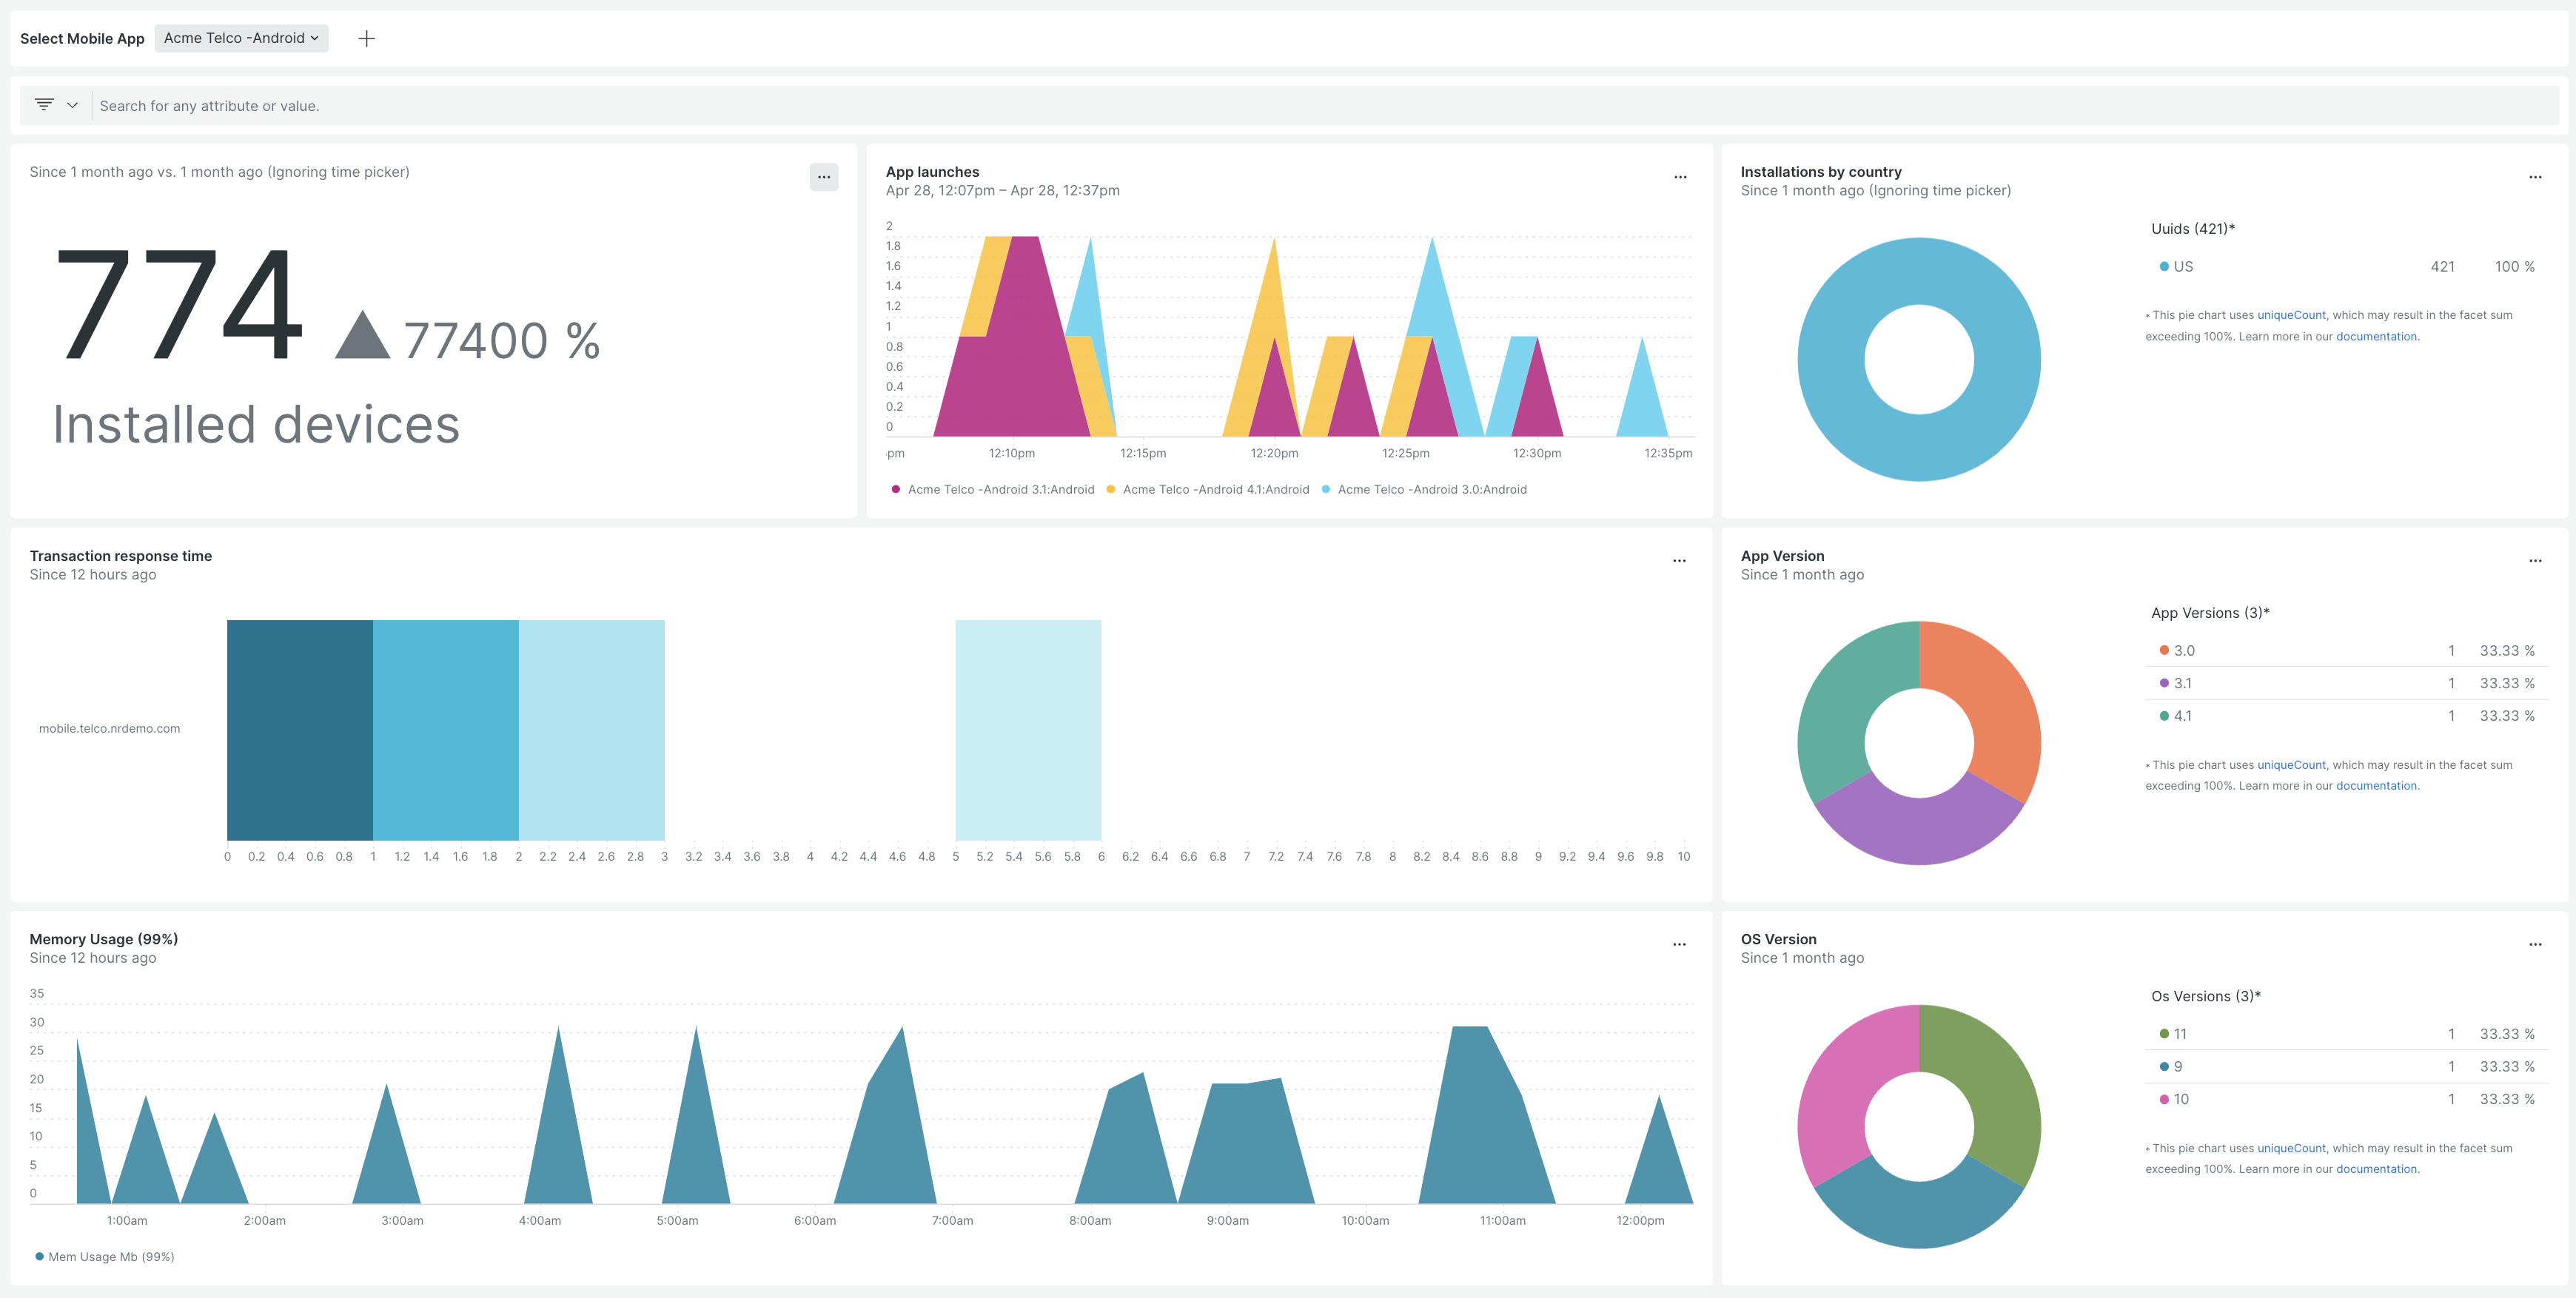 Select Mobile App Acme Telco -Android
Search for any attribute or value.
Since 1 month ago vs. 1 month ago (Ignoring time picker)
774 77400 %
Installed devices
App launches
Apr 28, 12:07pm – Apr 28, 12:37pm
2
1.8
1.6
1.4
1.2
1
0.8
0.6
0.4
0.2
0
pm 12:10pm 12:15pm 12:20pm 12:25pm 12:30pm 12:35pm
Acme Telco -Android 3.1:Android Acme Telco -Android 4.1:Android Acme Telco -Android 3.0:Android
Installations by country
Since 1 month ago (Ignoring time picker)
Uuids (421)*
US 421 100 %
* This pie chart uses uniqueCount, which may result in the facet sum
exceeding 100%. Learn more in our documentation.
Transaction response time
Since 12 hours ago
mobile.telco.nrdemo.com
0 0.2 0.4 0.6 0.8 1 1.2 1.4 1.6 1.8 2 2.2 2.4 2.6 2.8 3 3.2 3.4 3.6 3.8 4 4.2 4.4 4.6 4.8 5 5.2 5.4 5.6 5.8 6 6.2 6.4 6.6 6.8 7 7.2 7.4 7.6 7.8 8 8.2 8.4 8.6 8.8 9 9.2 9.4 9.6 9.8 10
App Version
Since 1 month ago
App Versions (3)*
3.0 1 33.33 %
3.1 1 33.33 %
4.1 1 33.33 %
* This pie chart uses uniqueCount, which may result in the facet sum
exceeding 100%. Learn more in our documentation.
Memory Usage (99%)
Since 12 hours ago
35
30
25
20
15
10
5
0
1:00am 2:00am 3:00am 4:00am 5:00am 6:00am 7:00am 8:00am 9:00am 10:00am 11:00am 12:00pm
Mem Usage Mb (99%)
OS Version
Since 1 month ago
Os Versions (3)*
11 1 33.33 %
9 1 33.33 %
10 1 33.33 %
* This pie chart uses uniqueCount, which may result in the facet sum
exceeding 100%. Learn more in our documentation.